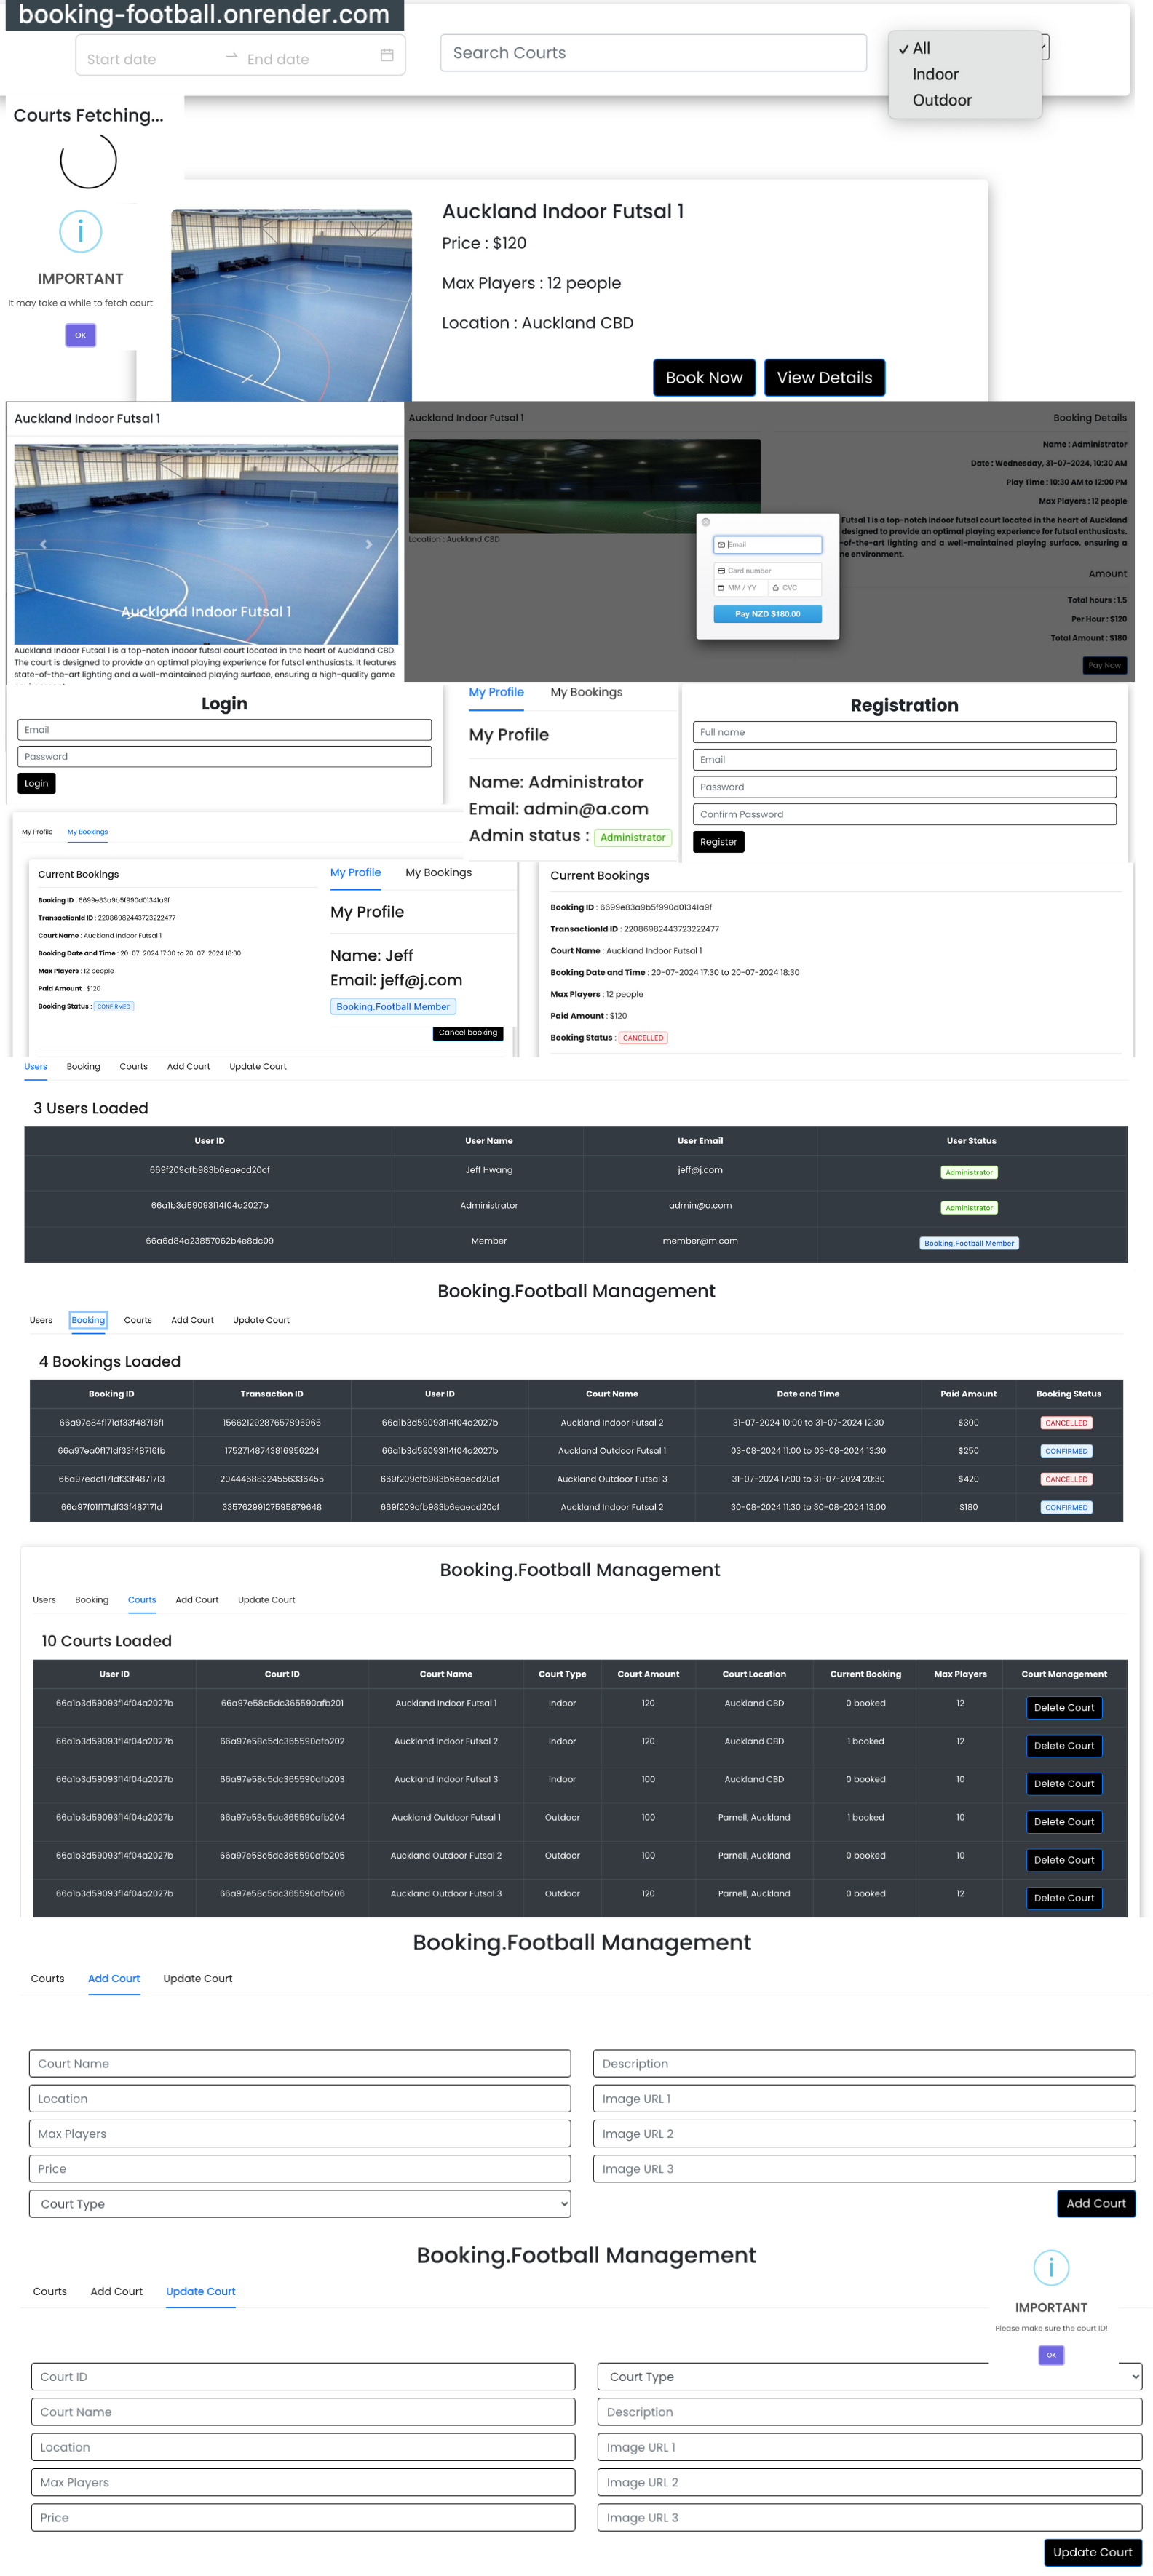 booking-football.onrender.com
Start date → End date
Search Courts
✓ All
Indoor
Outdoor
Courts Fetching...
IMPORTANT
It may take a while to fetch court
OK
Auckland Indoor Futsal 1
Price : $120
Max Players : 12 people
Location : Auckland CBD
Book Now View Details
Auckland Indoor Futsal 1
Auckland Indoor Futsal 1
Auckland Indoor Futsal 1 is a top-notch indoor futsal court located in the heart of Auckland CBD.
The court is designed to provide an optimal playing experience for futsal enthusiasts. It features
state-of-the-art lighting and a well-maintained playing surface, ensuring a high-quality game
Auckland Indoor Futsal 1
Location : Auckland CBD
Booking Details
Name : Administrator
Date : Wednesday, 31-07-2024, 10:30 AM
Play Time : 10:30 AM to 12:00 PM
Max Players : 12 people
Futsal 1 is a top-notch indoor futsal court located in the heart of Auckland
designed to provide an optimal playing experience for futsal enthusiasts. It features
-of-the-art lighting and a well-maintained playing surface, ensuring a
ne environment.
Amount
Total hours : 1.5
Per Hour : $120
Total Amount : $180
Pay Now
Email
Card number
MM / YY CVC
Pay NZD $180.00
Login
Email
Password
Login
My Profile My Bookings
My Profile
Name: Administrator
Email: admin@a.com
Admin status : Administrator
Registration
Full name
Email
Password
Confirm Password
Register
My Profile My Bookings
Current Bookings
Booking ID : 6699e83a9b5f990d01341a9f
TransactionId ID : 22086982443723222477
Court Name : Auckland Indoor Futsal 1
Booking Date and Time : 20-07-2024 17:30 to 20-07-2024 18:30
Max Players : 12 people
Paid Amount : $120
Booking Status : CONFIRMED
My Profile My Bookings
My Profile
Name: Jeff
Email: jeff@j.com
Booking.Football Member
Cancel booking
Current Bookings
Booking ID : 6699e83a9b5f990d01341a9f
TransactionId ID : 22086982443723222477
Court Name : Auckland Indoor Futsal 1
Booking Date and Time : 20-07-2024 17:30 to 20-07-2024 18:30
Max Players : 12 people
Paid Amount : $120
Booking Status : CANCELLED
Users Booking Courts Add Court Update Court
3 Users Loaded
User ID User Name User Email User Status
669f209cfb983b6eaecd20cf Jeff Hwang jeff@j.com Administrator
66a1b3d59093f14f04a2027b Administrator admin@a.com Administrator
66a6d84a23857062b4e8dc09 Member member@m.com Booking.Football Member
Booking.Football Management
Users Booking Courts Add Court Update Court
4 Bookings Loaded
Booking ID Transaction ID User ID Court Name Date and Time Paid Amount Booking Status
66a97e84f171df33f48716f1 15662129287657896966 66a1b3d59093f14f04a2027b Auckland Indoor Futsal 2 31-07-2024 10:00 to 31-07-2024 12:30 $300 CANCELLED
66a97ea0f171df33f48716fb 17527148743816956224 66a1b3d59093f14f04a2027b Auckland Outdoor Futsal 1 03-08-2024 11:00 to 03-08-2024 13:30 $250 CONFIRMED
66a97edcf171df33f4871713 20444688324556336455 669f209cfb983b6eaecd20cf Auckland Outdoor Futsal 3 31-07-2024 17:00 to 31-07-2024 20:30 $420 CANCELLED
66a97f01f171df33f487171d 33576299127595879648 669f209cfb983b6eaecd20cf Auckland Indoor Futsal 2 30-08-2024 11:30 to 30-08-2024 13:00 $180 CONFIRMED
Booking.Football Management
Users Booking Courts Add Court Update Court
10 Courts Loaded
User ID Court ID Court Name Court Type Court Amount Court Location Current Booking Max Players Court Management
66a1b3d59093f14f04a2027b 66a97e58c5dc365590afb201 Auckland Indoor Futsal 1 Indoor 120 Auckland CBD 0 booked 12 Delete Court
66a1b3d59093f14f04a2027b 66a97e58c5dc365590afb202 Auckland Indoor Futsal 2 Indoor 120 Auckland CBD 1 booked 12 Delete Court
66a1b3d59093f14f04a2027b 66a97e58c5dc365590afb203 Auckland Indoor Futsal 3 Indoor 100 Auckland CBD 0 booked 10 Delete Court
66a1b3d59093f14f04a2027b 66a97e58c5dc365590afb204 Auckland Outdoor Futsal 1 Outdoor 100 Parnell, Auckland 1 booked 10 Delete Court
66a1b3d59093f14f04a2027b 66a97e58c5dc365590afb205 Auckland Outdoor Futsal 2 Outdoor 100 Parnell, Auckland 0 booked 10 Delete Court
66a1b3d59093f14f04a2027b 66a97e58c5dc365590afb206 Auckland Outdoor Futsal 3 Outdoor 120 Parnell, Auckland 0 booked 12 Delete Court
Booking.Football Management
Courts Add Court Update Court
Court Name Description
Location Image URL 1
Max Players Image URL 2
Price Image URL 3
Court Type Add Court
Booking.Football Management
Courts Add Court Update Court
IMPORTANT
Please make sure the court ID!
OK
Court ID Court Type
Court Name Description
Location Image URL 1
Max Players Image URL 2
Price Image URL 3
Update Court